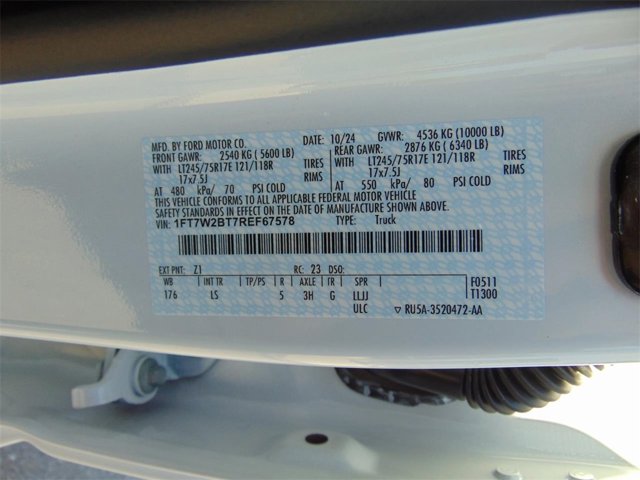 MFD. BY FORD MOTOR CO. DATE: 10/24 GVWR: 4536 KG (10000 LB)
FRONT GAWR: 2540 KG (5600 LB) REAR GAWR: 2876 KG (6340 LB)
WITH LT245/75R17E 121/118R TIRES WITH LT245/75R17E 121/118R TIRES
17x7.5J 17x7.5J
AT 480 kPa/ 70 PSI COLD AT 550 kPa/ 80 PSI COLD
THIS VEHICLE CONFORMS TO ALL APPLICABLE FEDERAL MOTOR VEHICLE
SAFETY STANDARDS IN EFFECT ON THE DATE OF MANUFACTURE SHOWN ABOVE.
VIN: 1FT7W2BT7REF67578 TYPE: Truck
EXT PNT: Z1 RC: 23 DSO:
WB INT TR TP/PS R AXLE TR SPR F0511
176 LS 5 3H G LLJJ T1300
ULC ▽ RU5A-3520472-AA